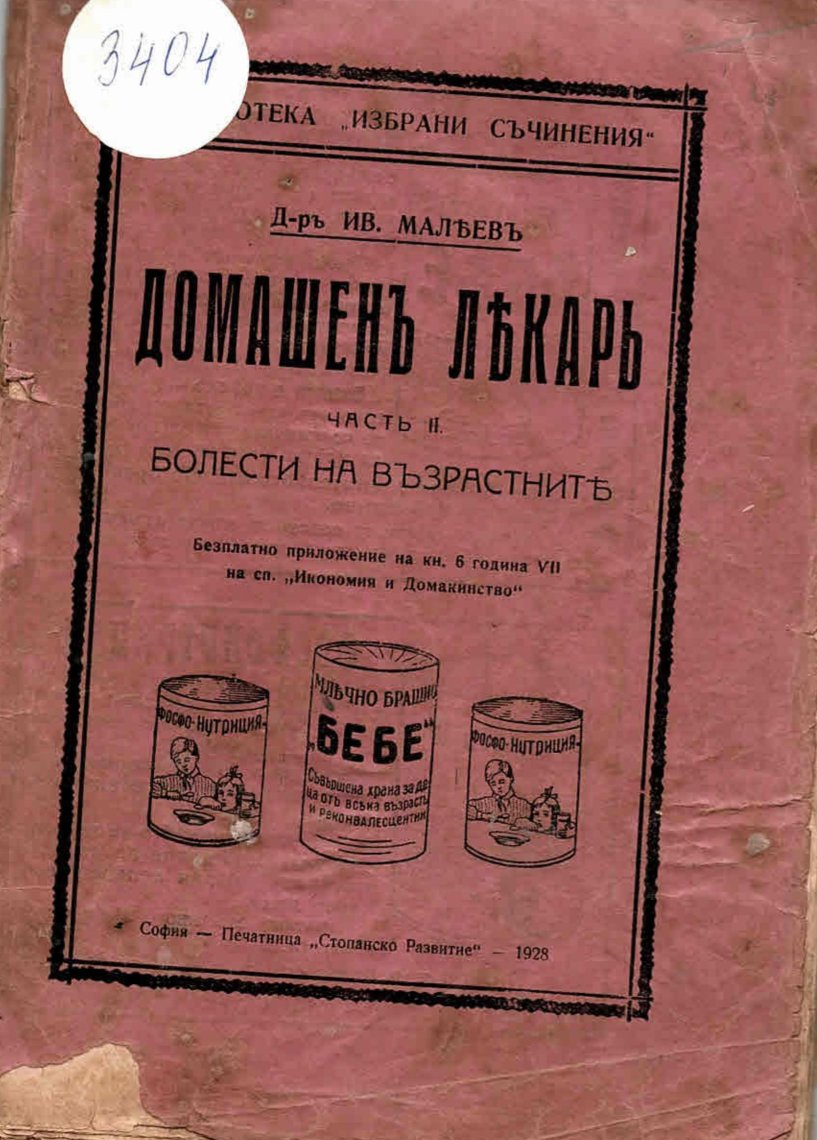 3404
ОТЕКА „ИЗБРАНИ СЪЧИНЕНИЯ“
Д-ръ ИВ. МАЛѢЕВЪ
ДОМАШЕНЪ ЛѢКАРЬ
ЧАСТЬ II.
БОЛЕСТИ НА ВЪЗРАСТНИТѢ
Безплатно приложение на кн. 6 година VII
на сп. „Икономия и Домакинство“
ФОСФО-НУТРИЦИЯ-
МЛѢЧНО БРАШНО
„БЕБЕ“
Съвършена храна за де-
ца отъ всѣка възрасть
и реконвалесцентни
ФОСФО-НУТРИЦИЯ-
София — Печатница „Стопанско Развитие“ — 1928